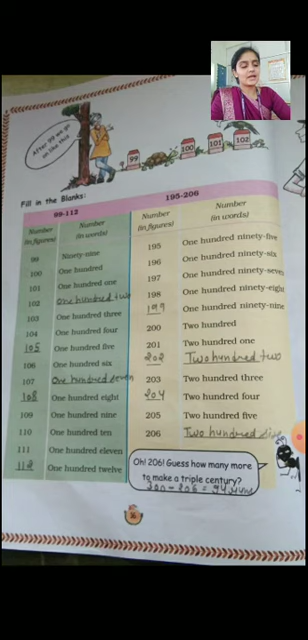 After 99 we go
on like this
99
100
101
102
Fill in the Blanks:
99-112
195-206
Number (in figures) Number (in words)
99 Ninety-nine
100 One hundred
101 One hundred one
102 One hundred two
103 One hundred three
104 One hundred four
105 One hundred five
106 One hundred six
107 One hundred seven
108 One hundred eight
109 One hundred nine
110 One hundred ten
111 One hundred eleven
112 One hundred twelve
Number (in figures) Number (in words)
195 One hundred ninety-five
196 One hundred ninety-six
197 One hundred ninety-seven
198 One hundred ninety-eight
199 One hundred ninety-nine
200 Two hundred
201 Two hundred one
202 Two hundred two
203 Two hundred three
204 Two hundred four
205 Two hundred five
206 Two hundred six
Oh! 206! Guess how many more
to make a triple century?
300 - 206 = 94 runs
36